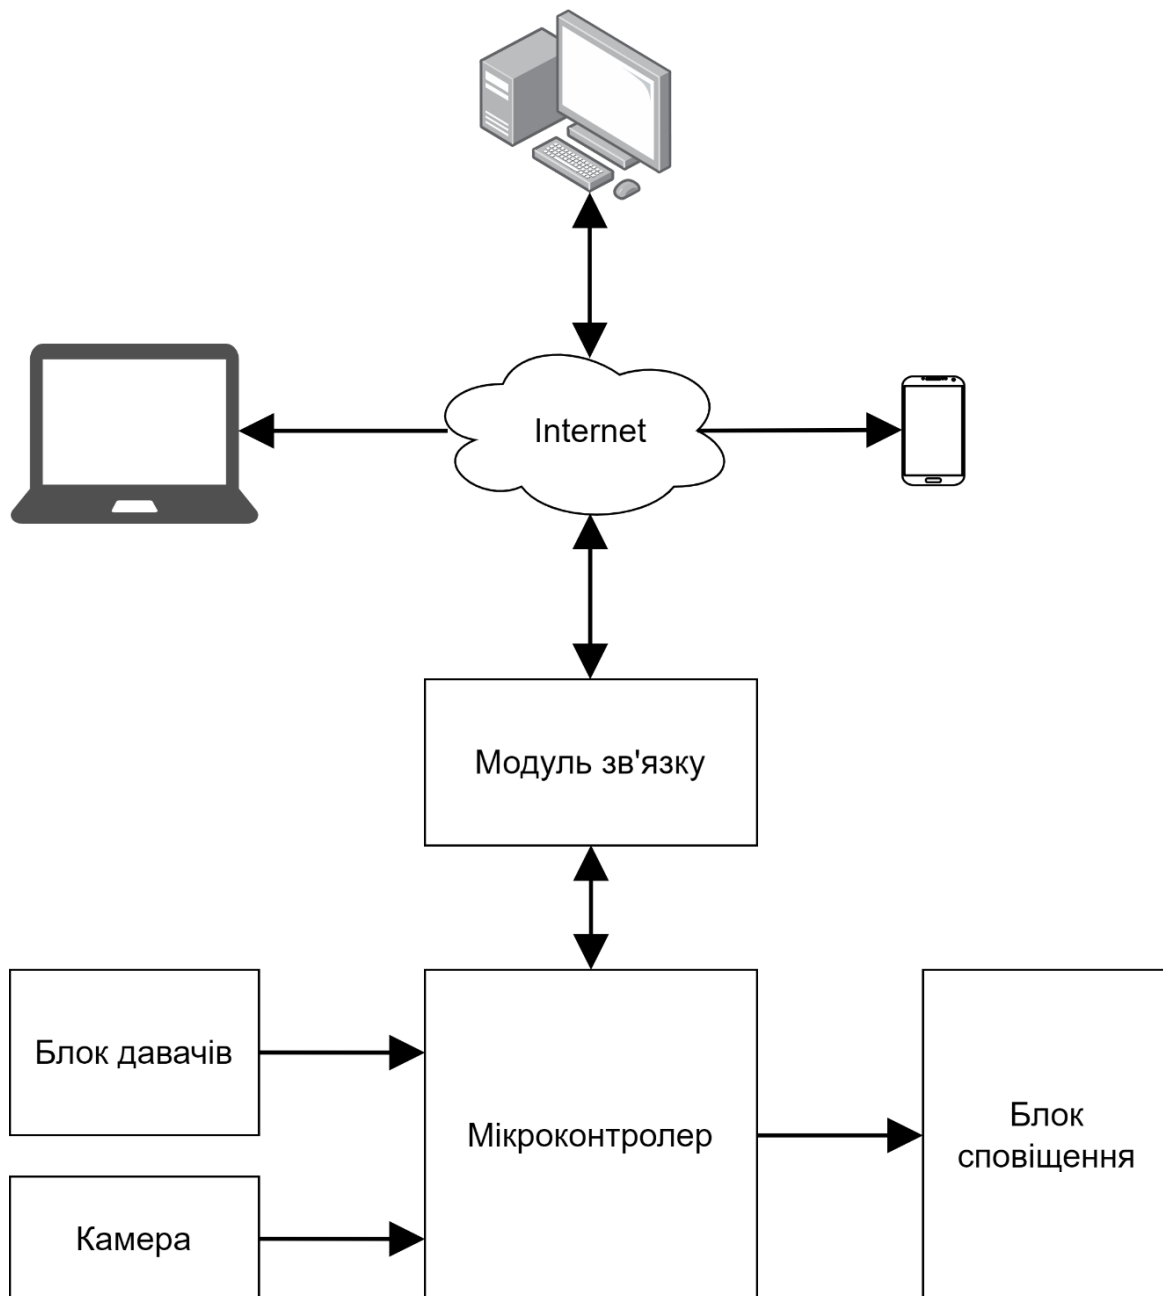 Internet
Модуль зв'язку
Блок давачів
Мікроконтролер
Блок
сповіщення
Камера